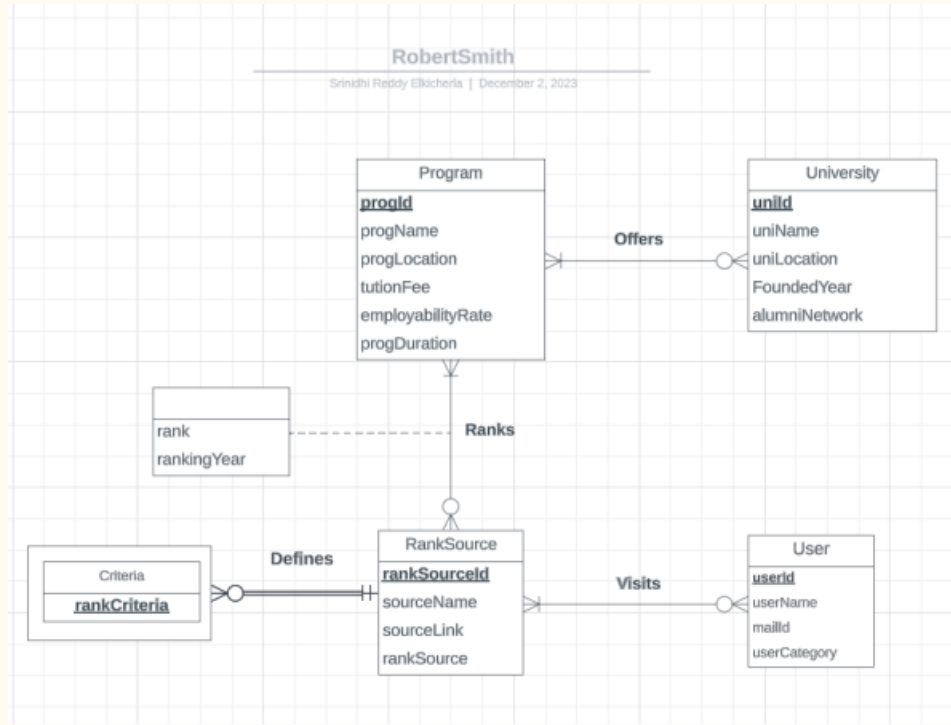 RobertSmith
Srinidhi Reddy Elkicherla | December 2, 2023
Program
progId
progName
progLocation
tutionFee
employabilityRate
progDuration
Offers
University
uniId
uniName
uniLocation
FoundedYear
alumniNetwork
rank
rankingYear
Ranks
Criteria
rankCriteria
Defines
RankSource
rankSourceId
sourceName
sourceLink
rankSource
Visits
User
userId
userName
mailId
userCategory